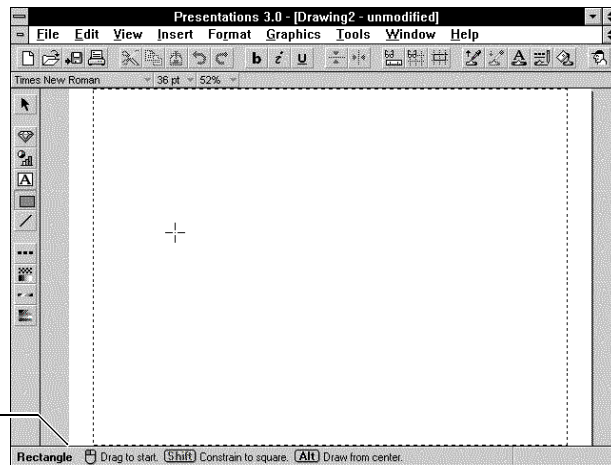 Presentations 3.0 - [Drawing2 - unmodified]
File Edit View Insert Format Graphics Tools Window Help
b i u A
Times New Roman 36 pt 52%
A
Rectangle Drag to start. Shift Constrain to square. Alt Draw from center.